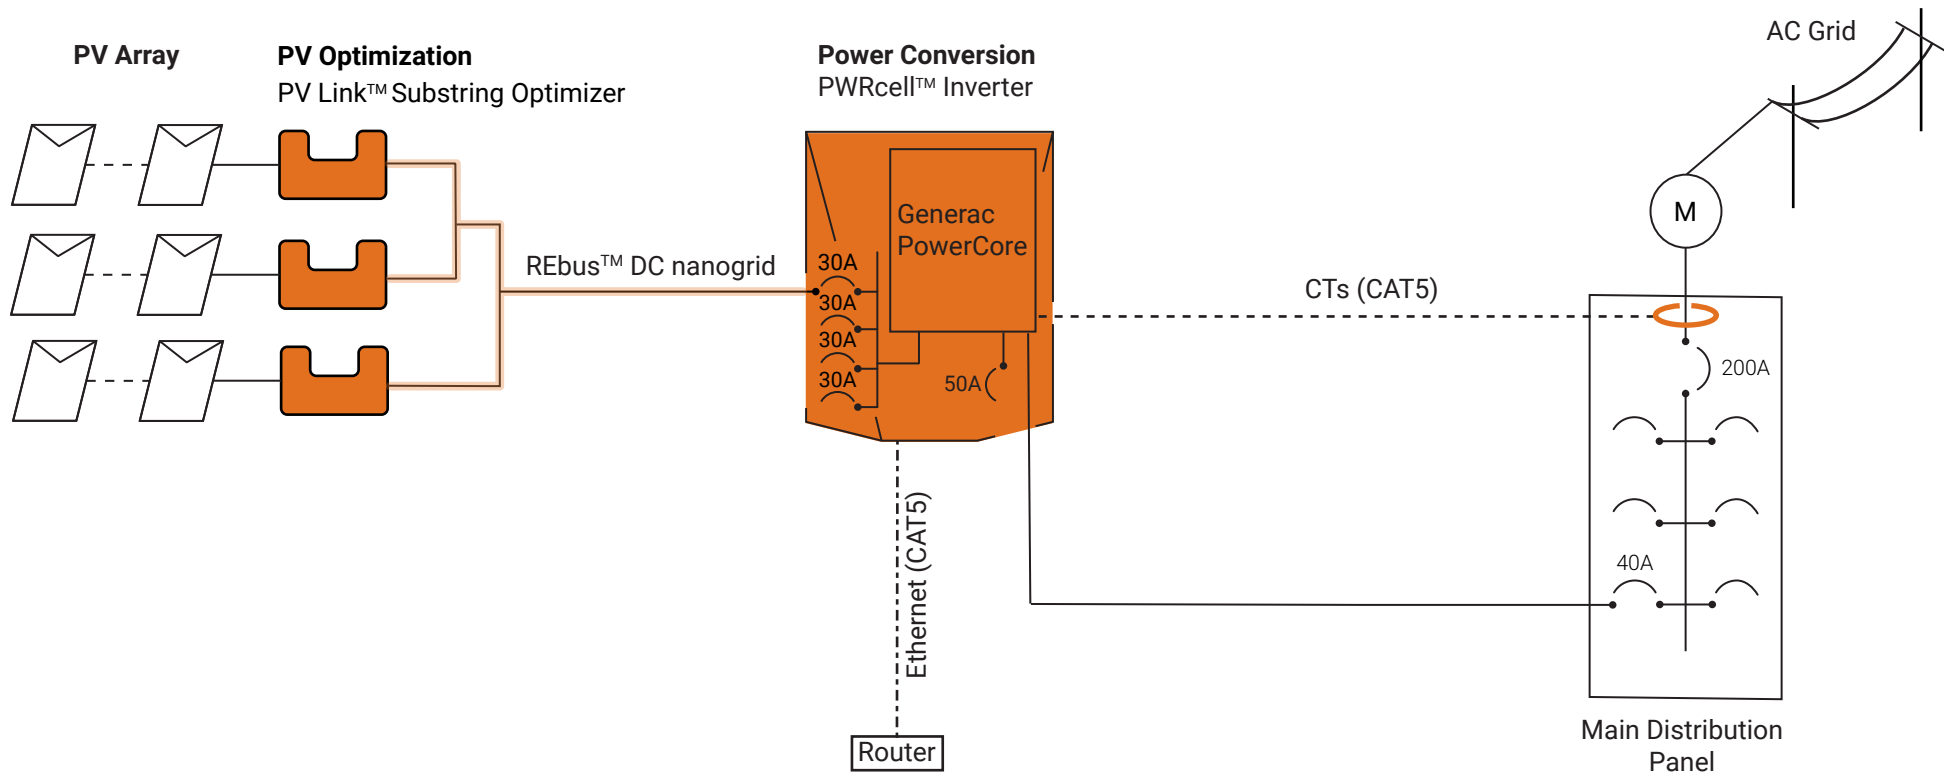 PV Array
PV Optimization
PV Link™ Substring Optimizer
Power Conversion
PWRcell™ Inverter
AC Grid
M
Generac
PowerCore
REbus™ DC nanogrid
30A
30A
30A
30A
50A
CTs (CAT5)
200A
40A
Ethernet (CAT5)
Router
Main Distribution
Panel